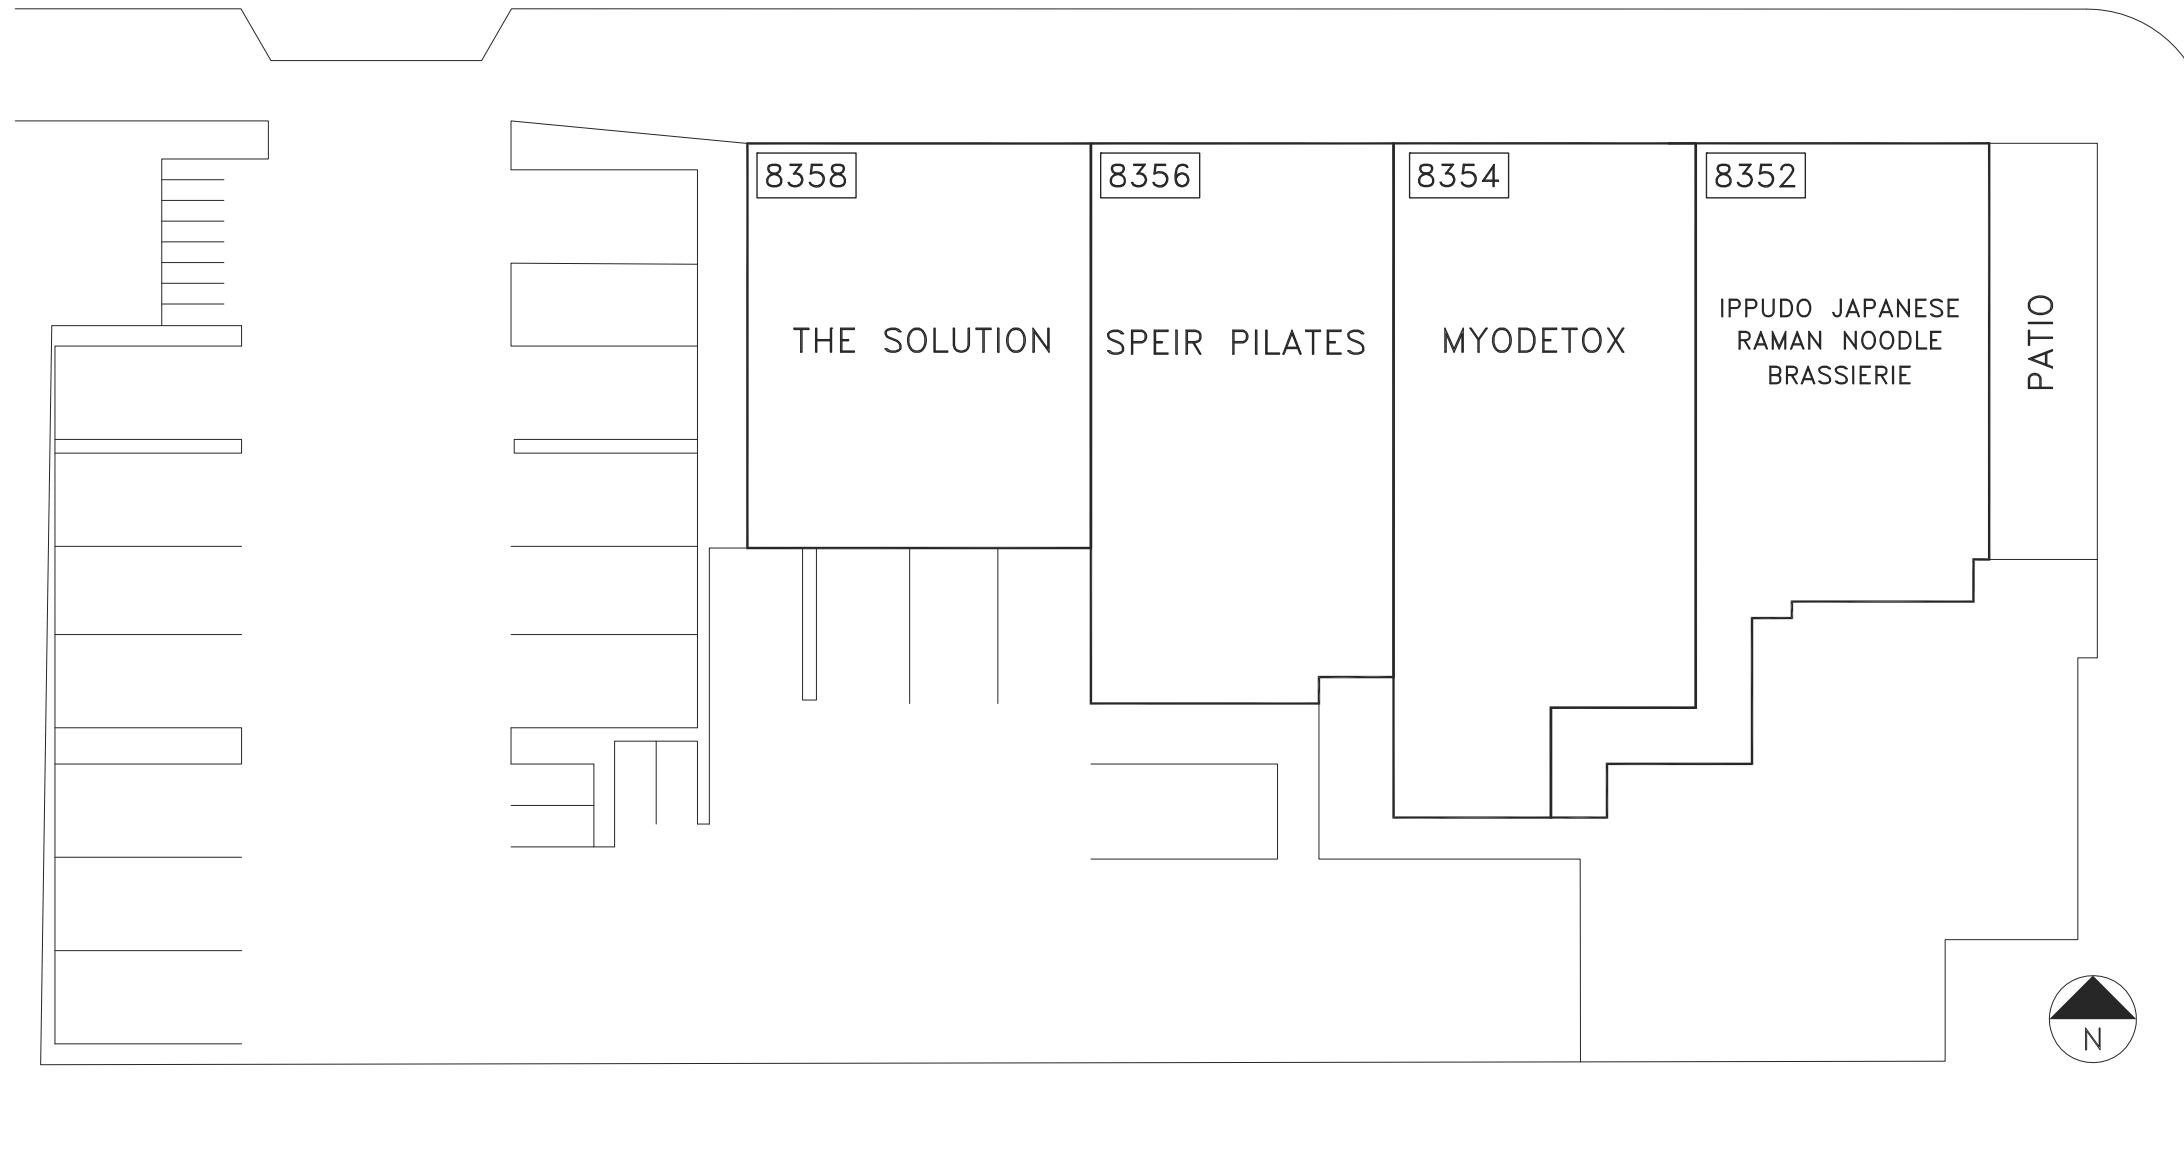 8358
8356
8354
8352
THE SOLUTION
SPEIR PILATES
MYODETOX
IPPUDO JAPANESE
RAMAN NOODLE
BRASSIERIE
PATIO
N